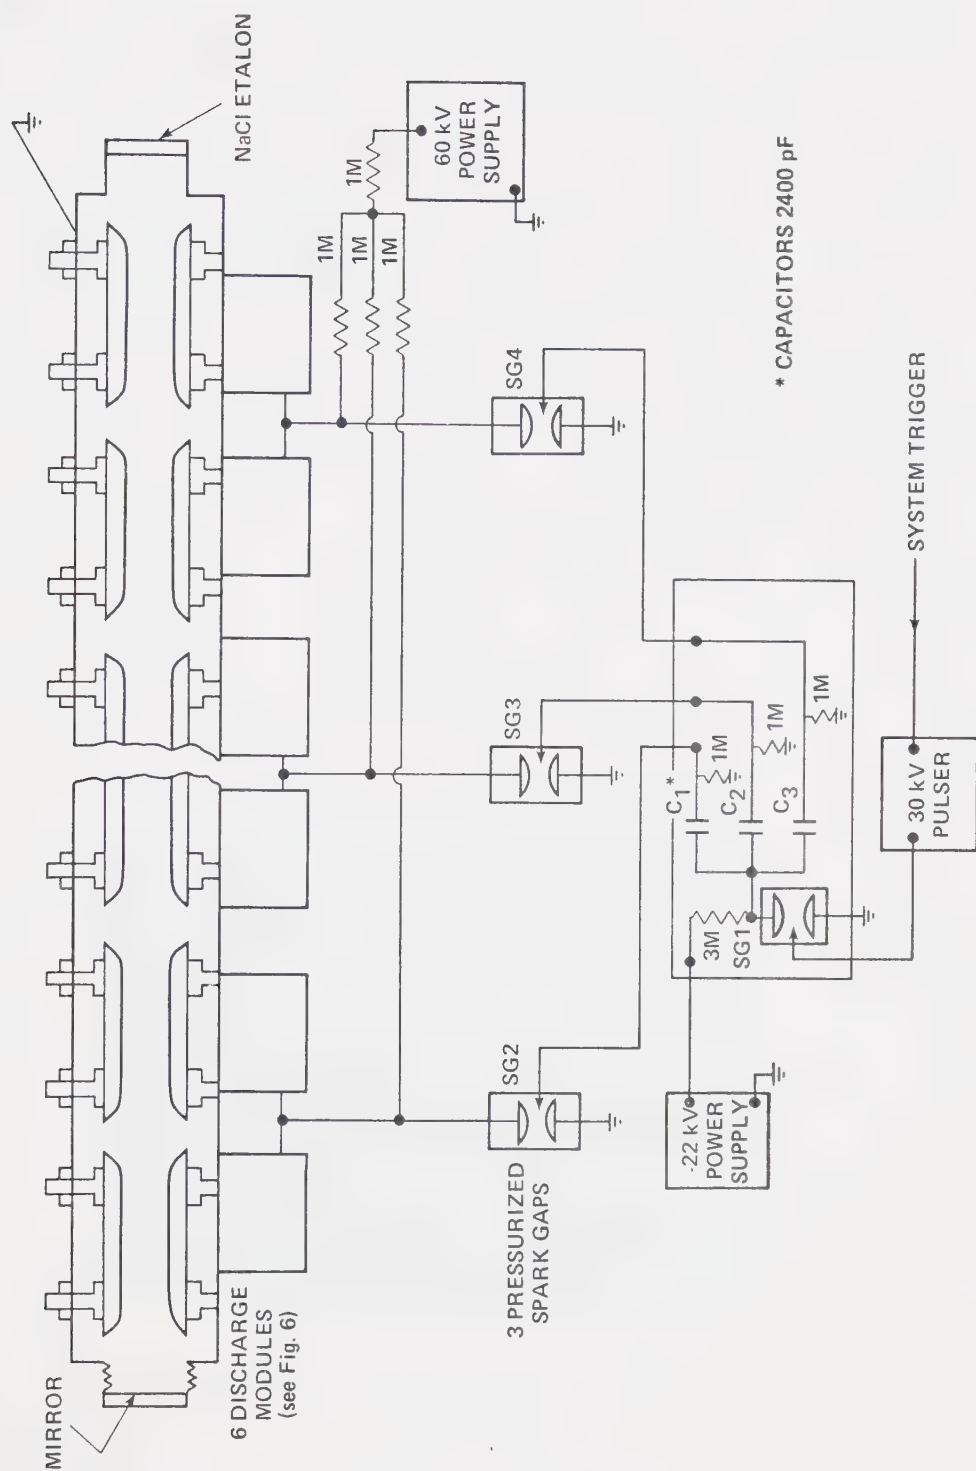 MIRROR
NaCl ETALON
6 DISCHARGE
MODULES
(see Fig. 6)
1M
1M
1M
1M
60 kV
POWER
SUPPLY
3 PRESSURIZED
SPARK GAPS
SG2
SG3
SG4
-22 kV
POWER
SUPPLY
3M
SG1
C1*
C2
C3
1M
1M
1M
30 kV
PULSER
SYSTEM TRIGGER
* CAPACITORS 2400 pF